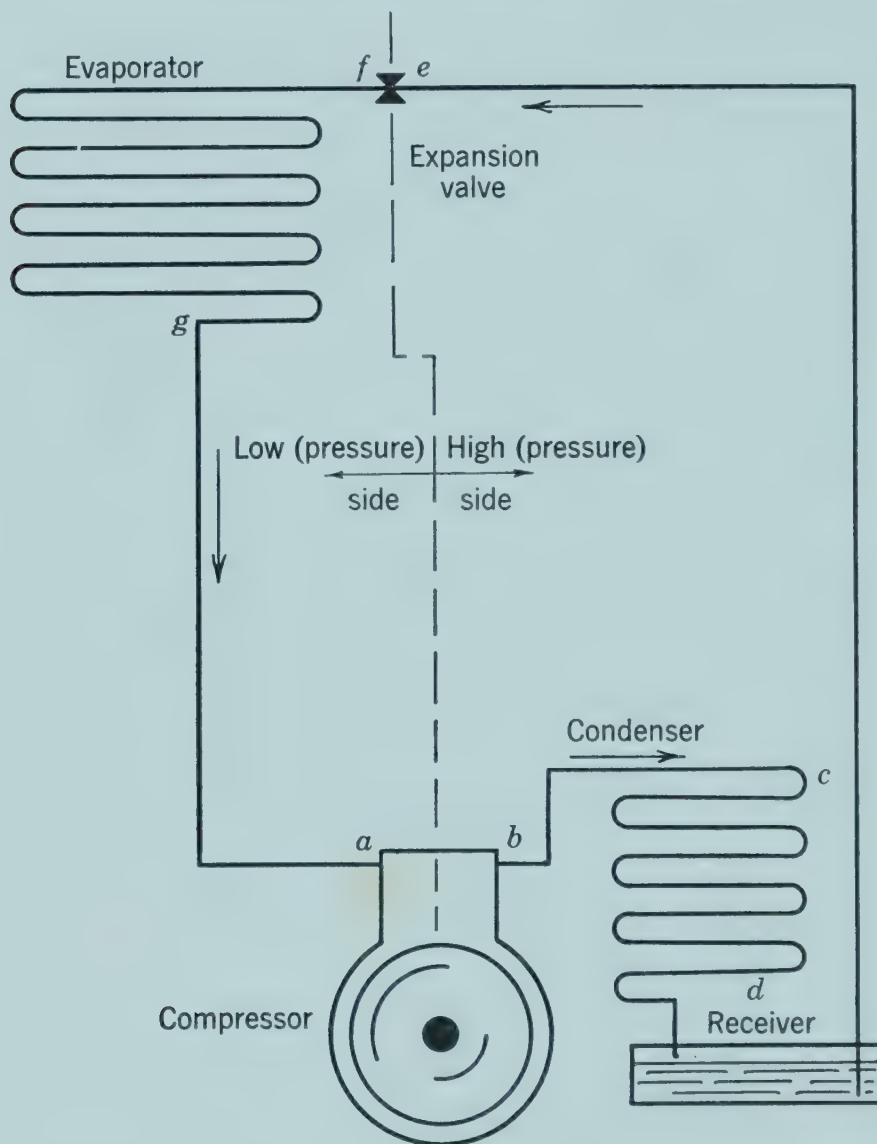 Evaporator
f e
Expansion
valve
g
Low (pressure) High (pressure)
side side
Condenser
c
a b
d
Compressor
Receiver